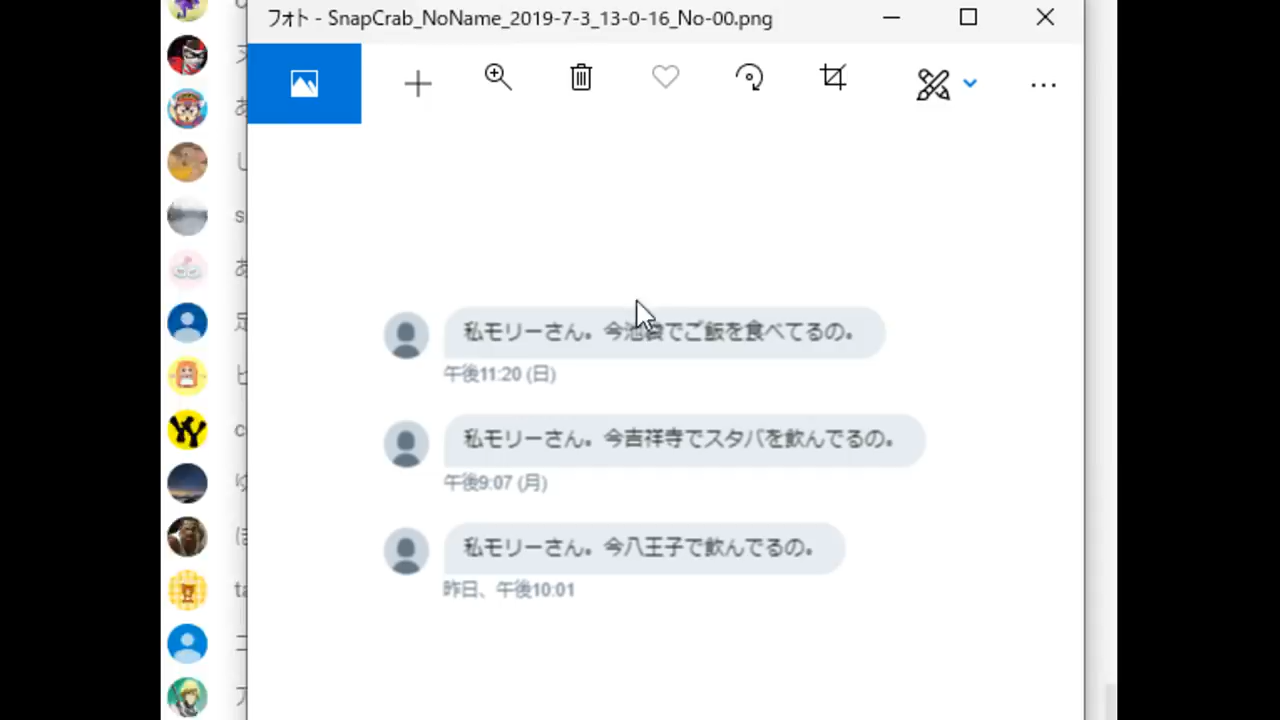 フォト - SnapCrab_NoName_2019-7-3_13-0-16_No-00.png
私モリーさん。今池袋でご飯を食べてるの。
午後11:20 (日)
私モリーさん。今吉祥寺でスタバを飲んでるの。
午後9:07 (月)
私モリーさん。今八王子で飲んでるの。
昨日、午後10:01